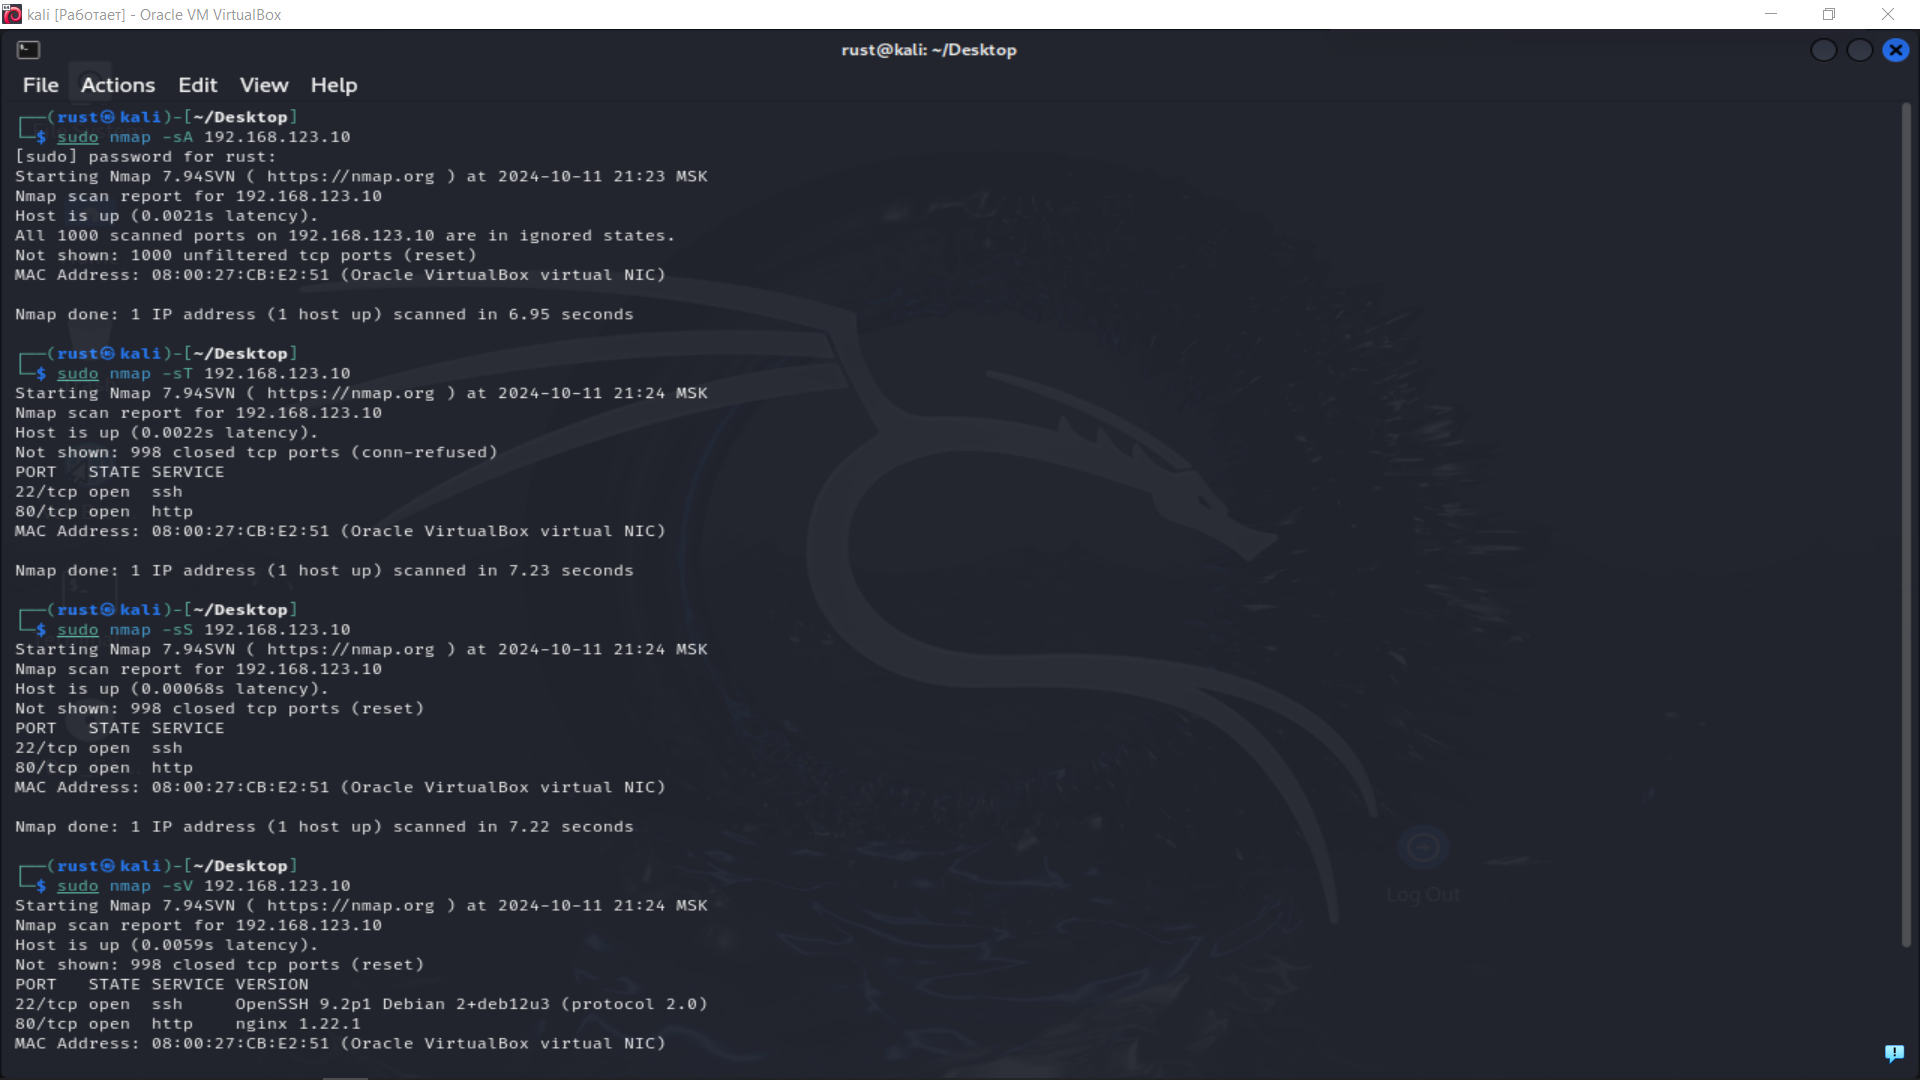 kali [Работает] - Oracle VM VirtualBox
rust@kali: ~/Desktop
File Actions Edit View Help
┌──(rust㉿kali)-[~/Desktop]
└─$ sudo nmap -sA 192.168.123.10
[sudo] password for rust:
Starting Nmap 7.94SVN ( https://nmap.org ) at 2024-10-11 21:23 MSK
Nmap scan report for 192.168.123.10
Host is up (0.0021s latency).
All 1000 scanned ports on 192.168.123.10 are in ignored states.
Not shown: 1000 unfiltered tcp ports (reset)
MAC Address: 08:00:27:CB:E2:51 (Oracle VirtualBox virtual NIC)
Nmap done: 1 IP address (1 host up) scanned in 6.95 seconds
┌──(rust㉿kali)-[~/Desktop]
└─$ sudo nmap -sT 192.168.123.10
Starting Nmap 7.94SVN ( https://nmap.org ) at 2024-10-11 21:24 MSK
Nmap scan report for 192.168.123.10
Host is up (0.0022s latency).
Not shown: 998 closed tcp ports (conn-refused)
PORT   STATE SERVICE
22/tcp open  ssh
80/tcp open  http
MAC Address: 08:00:27:CB:E2:51 (Oracle VirtualBox virtual NIC)
Nmap done: 1 IP address (1 host up) scanned in 7.23 seconds
┌──(rust㉿kali)-[~/Desktop]
└─$ sudo nmap -sS 192.168.123.10
Starting Nmap 7.94SVN ( https://nmap.org ) at 2024-10-11 21:24 MSK
Nmap scan report for 192.168.123.10
Host is up (0.00068s latency).
Not shown: 998 closed tcp ports (reset)
PORT   STATE SERVICE
22/tcp open  ssh
80/tcp open  http
MAC Address: 08:00:27:CB:E2:51 (Oracle VirtualBox virtual NIC)
Nmap done: 1 IP address (1 host up) scanned in 7.22 seconds
┌──(rust㉿kali)-[~/Desktop]
└─$ sudo nmap -sV 192.168.123.10
Log Out
Starting Nmap 7.94SVN ( https://nmap.org ) at 2024-10-11 21:24 MSK
Nmap scan report for 192.168.123.10
Host is up (0.0059s latency).
Not shown: 998 closed tcp ports (reset)
PORT   STATE SERVICE VERSION
22/tcp open  ssh     OpenSSH 9.2p1 Debian 2+deb12u3 (protocol 2.0)
80/tcp open  http    nginx 1.22.1
MAC Address: 08:00:27:CB:E2:51 (Oracle VirtualBox virtual NIC)